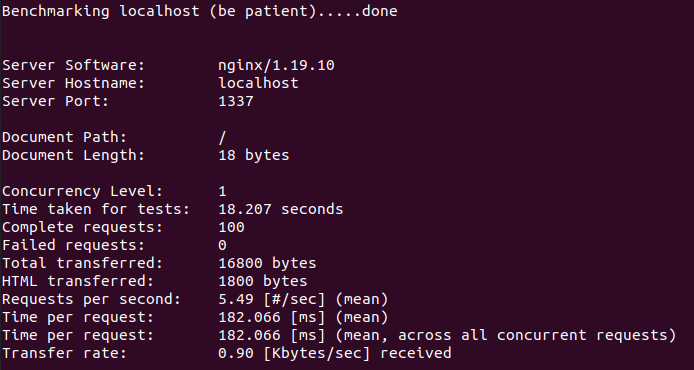 Benchmarking localhost (be patient).....done
Server Software: nginx/1.19.10
Server Hostname: localhost
Server Port: 1337
Document Path: /
Document Length: 18 bytes
Concurrency Level: 1
Time taken for tests: 18.207 seconds
Complete requests: 100
Failed requests: 0
Total transferred: 16800 bytes
HTML transferred: 1800 bytes
Requests per second: 5.49 [#/sec] (mean)
Time per request: 182.066 [ms] (mean)
Time per request: 182.066 [ms] (mean, across all concurrent requests)
Transfer rate: 0.90 [Kbytes/sec] received